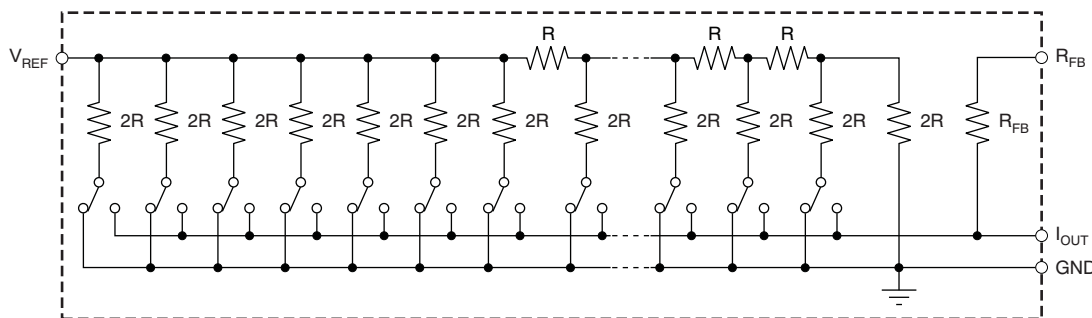 R R R
V_REF R_FB
2R 2R 2R 2R 2R 2R 2R 2R 2R 2R 2R 2R R_FB
I_OUT
GND